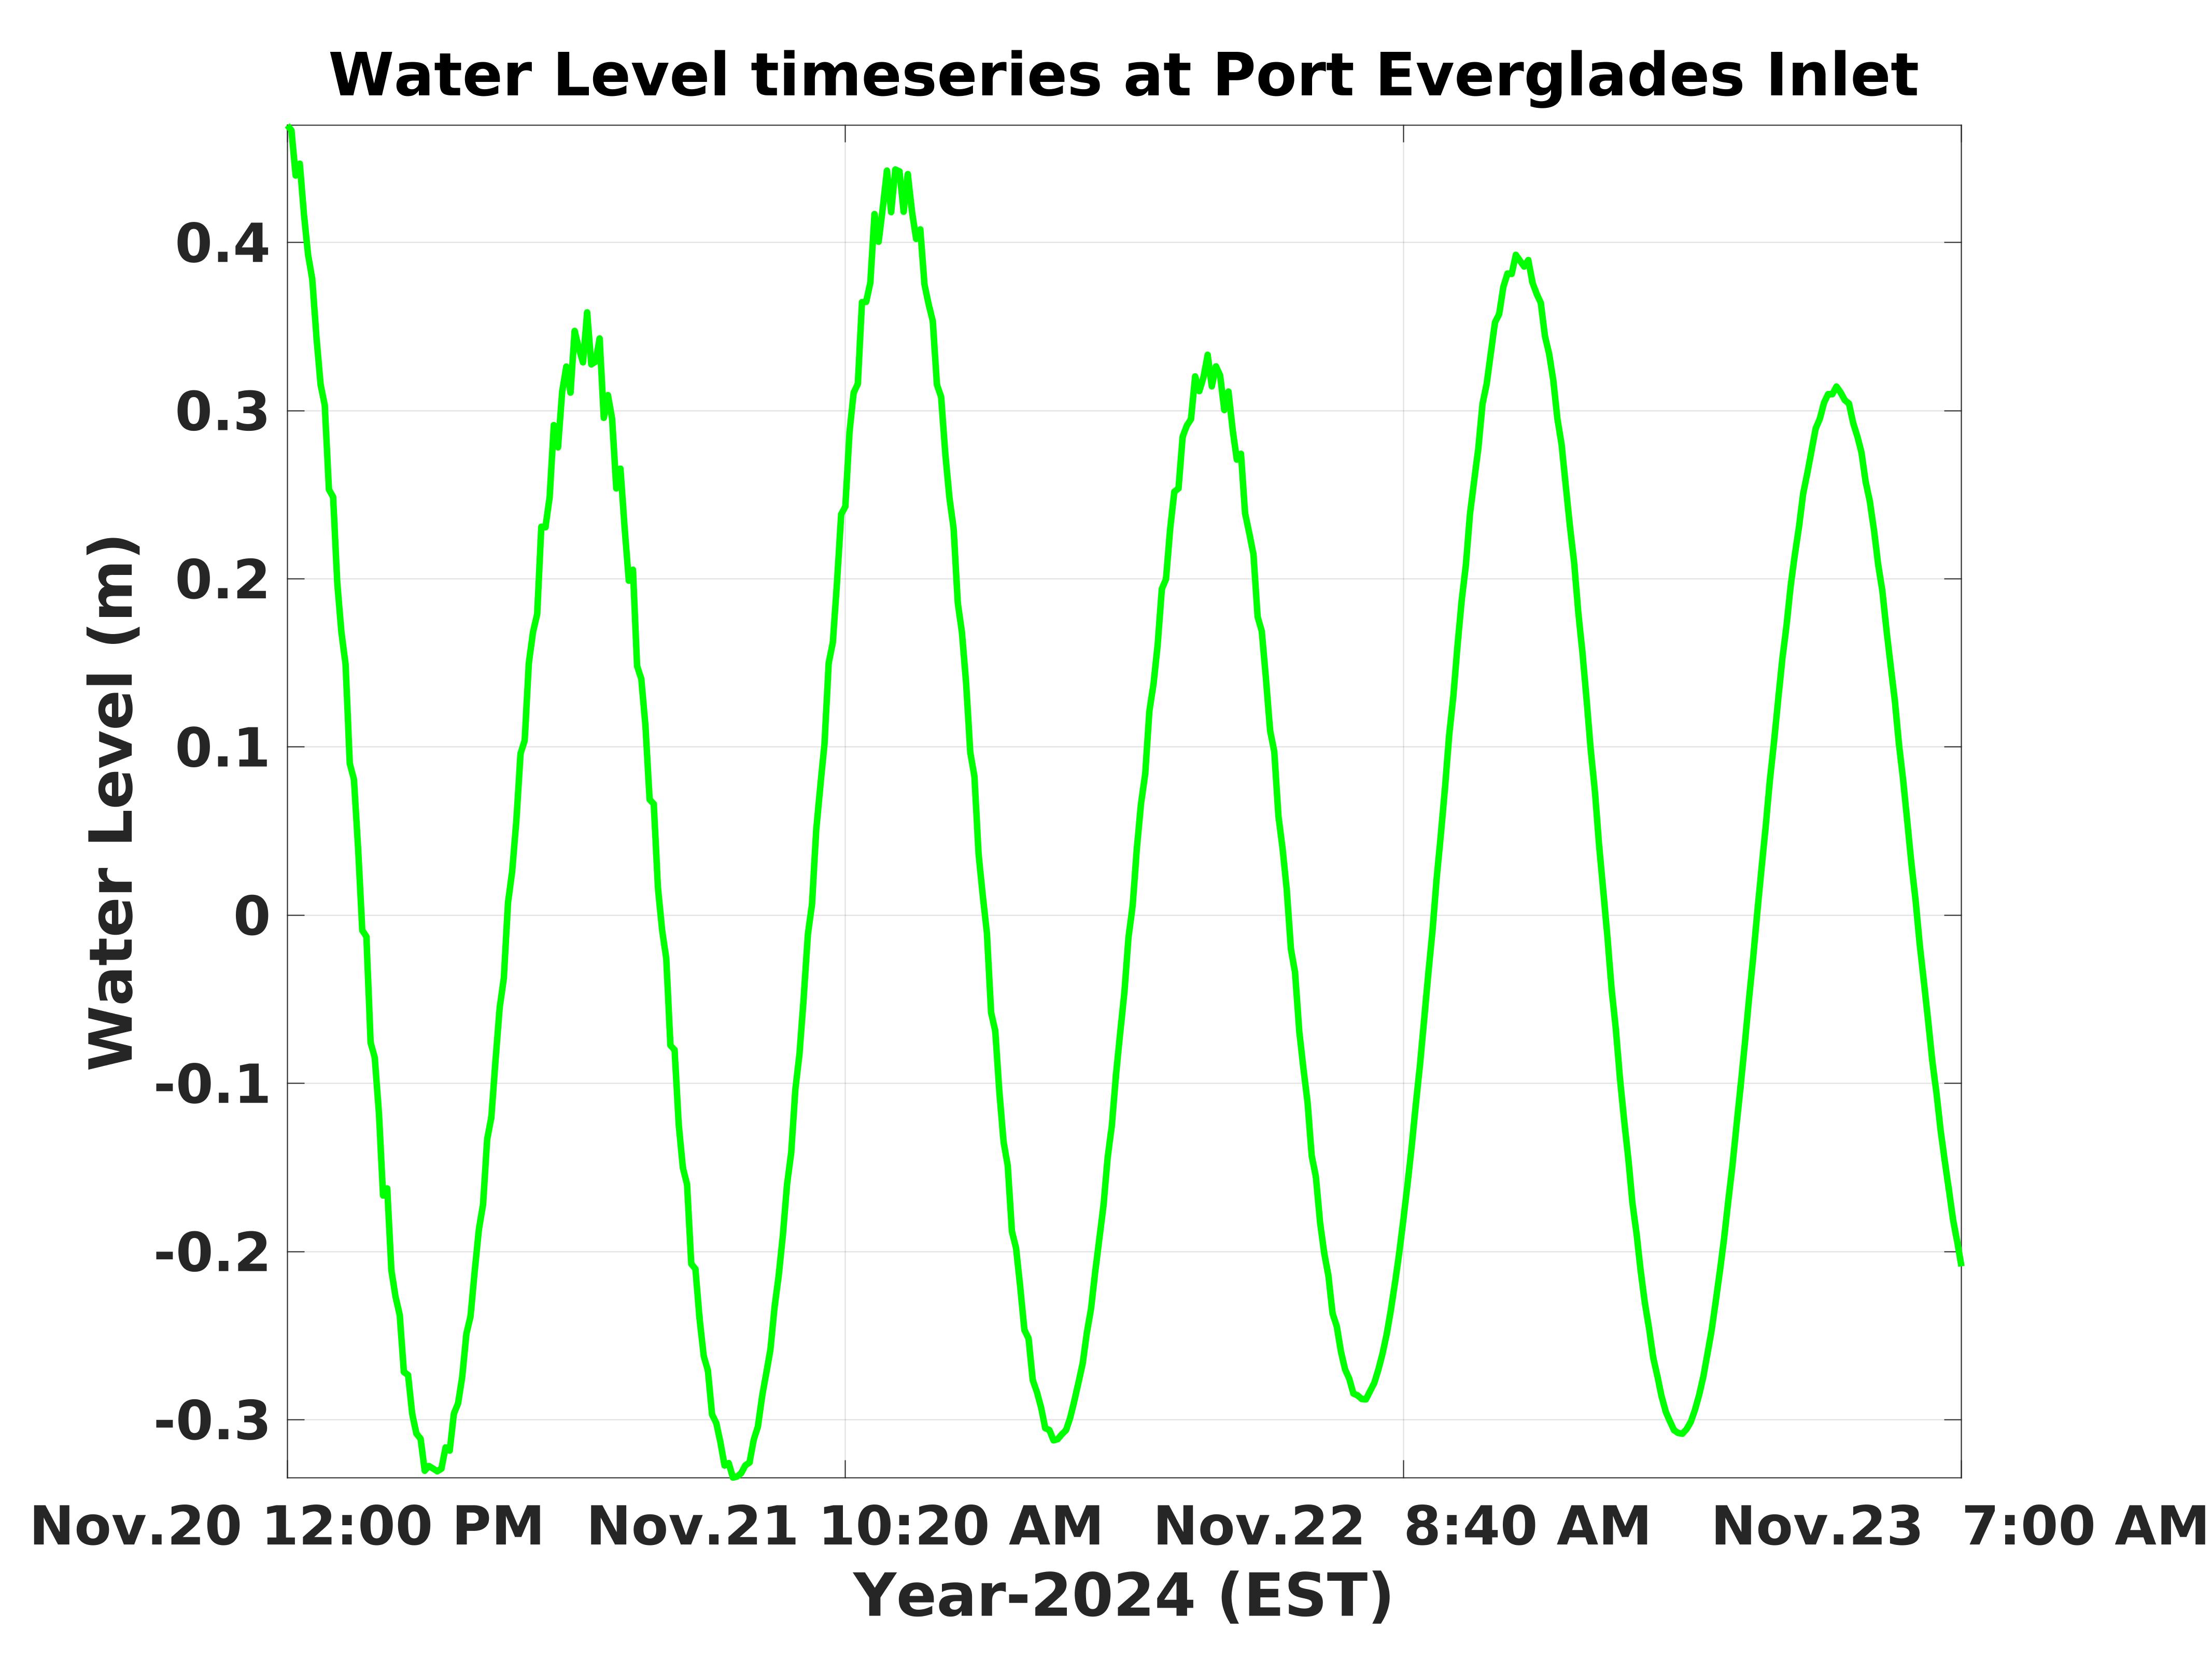 Water Level timeseries at Port Everglades Inlet
Water Level (m)
0.4
0.3
0.2
0.1
0
-0.1
-0.2
-0.3
Nov.20 12:00 PM Nov.21 10:20 AM Nov.22 8:40 AM Nov.23 7:00 AM
Year-2024 (EST)